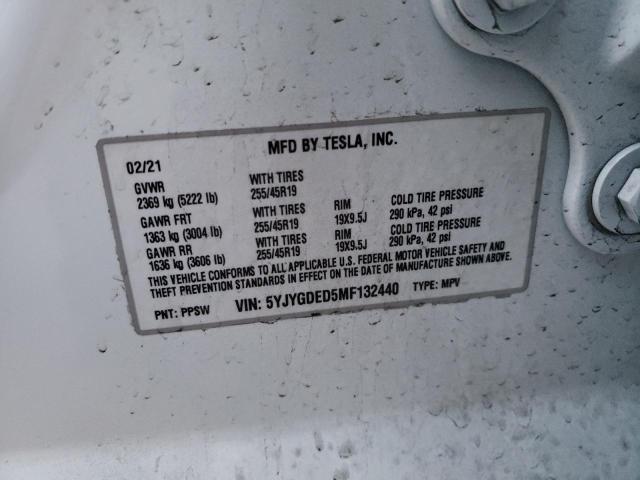 MFD BY TESLA, INC.
02/21
GVWR WITH TIRES
2369 kg (5222 lb) 255/45R19
GAWR FRT WITH TIRES RIM COLD TIRE PRESSURE
1363 kg (3004 lb) 255/45R19 19X9.5J 290 kPa, 42 psi
GAWR RR WITH TIRES RIM COLD TIRE PRESSURE
1636 kg (3606 lb) 255/45R19 19X9.5J 290 kPa, 42 psi
THIS VEHICLE CONFORMS TO ALL APPLICABLE U.S. FEDERAL MOTOR VEHICLE SAFETY AND
THEFT PREVENTION STANDARDS IN EFFECT ON THE DATE OF MANUFACTURE SHOWN ABOVE.
PNT: PPSW VIN: 5YJYGDED5MF132440 TYPE: MPV